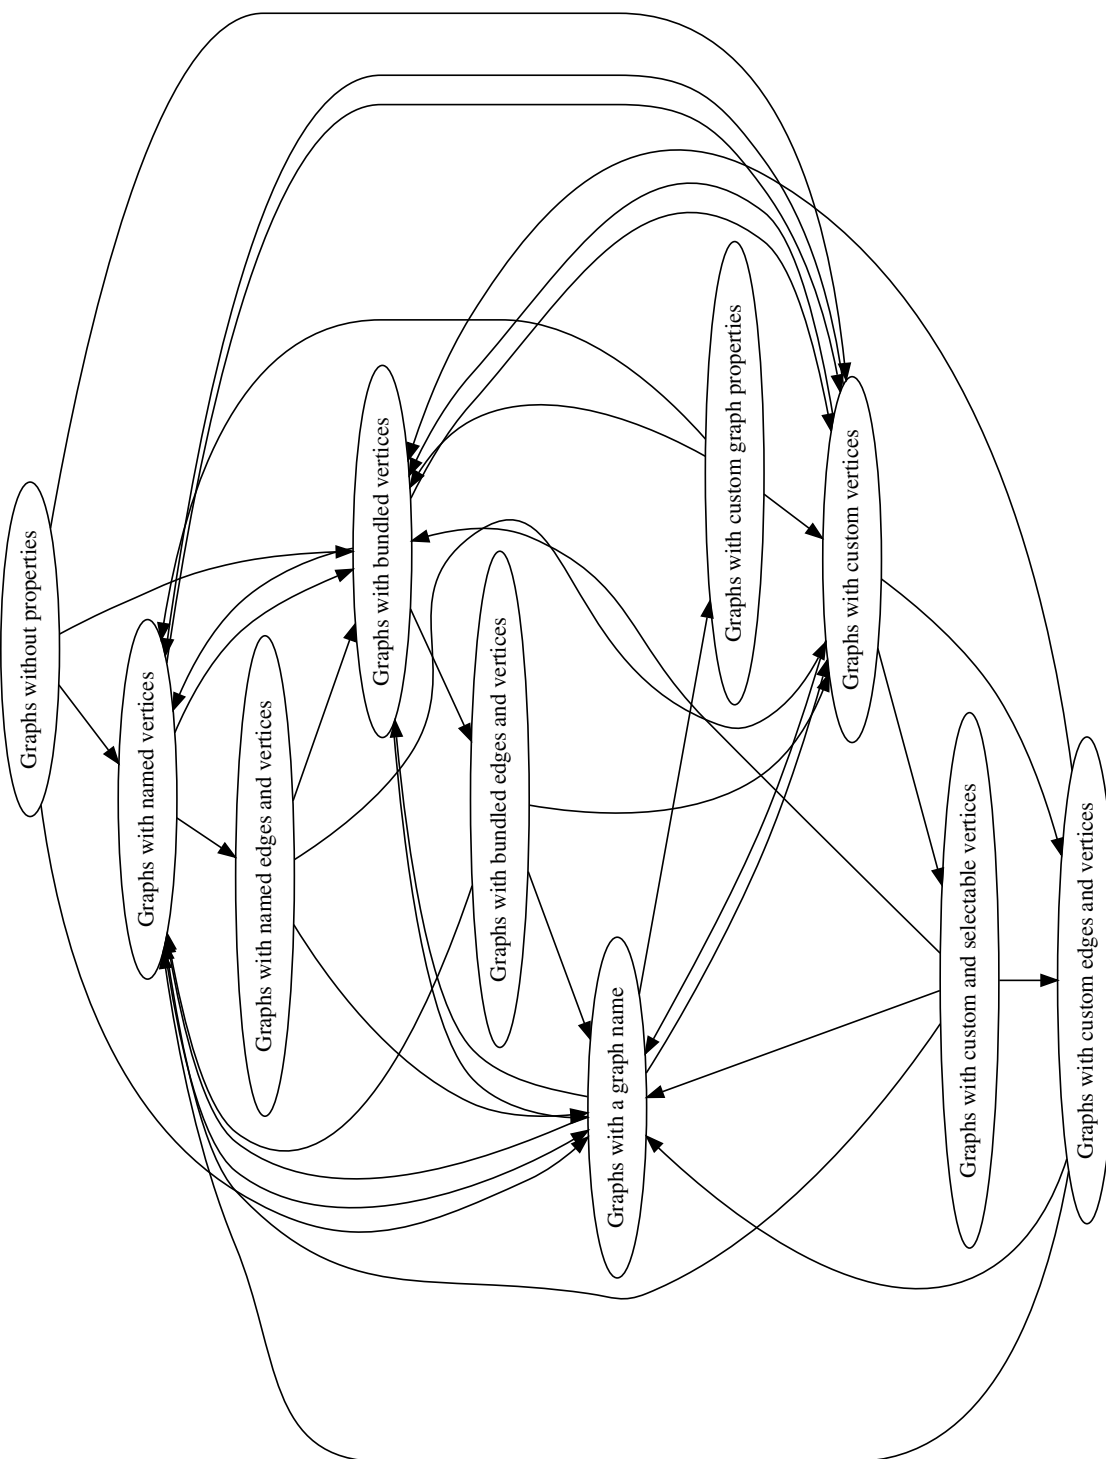 Graphs without properties
Graphs with named vertices
Graphs with named edges and vertices
Graphs with bundled vertices
Graphs with bundled edges and vertices
Graphs with a graph name
Graphs with custom graph properties
Graphs with custom vertices
Graphs with custom and selectable vertices
Graphs with custom edges and vertices